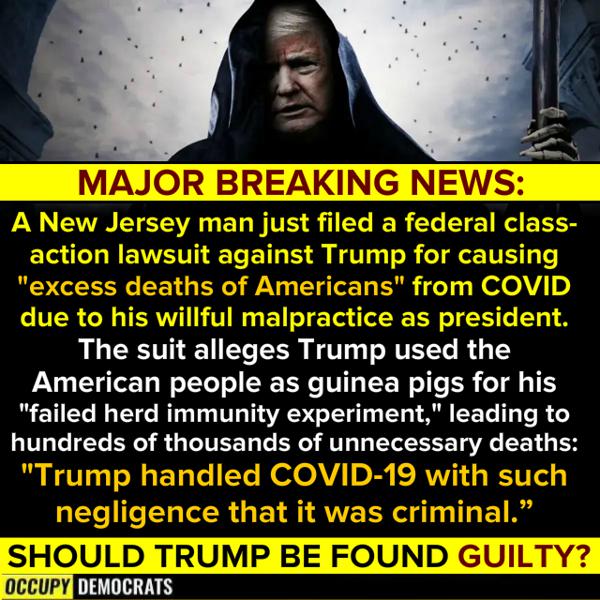 MAJOR BREAKING NEWS:
A New Jersey man just filed a federal class-
action lawsuit against Trump for causing
"excess deaths of Americans" from COVID
due to his willful malpractice as president.
The suit alleges Trump used the
American people as guinea pigs for his
"failed herd immunity experiment," leading to
hundreds of thousands of unnecessary deaths:
"Trump handled COVID-19 with such
negligence that it was criminal.”
SHOULD TRUMP BE FOUND GUILTY?
OCCUPY DEMOCRATS